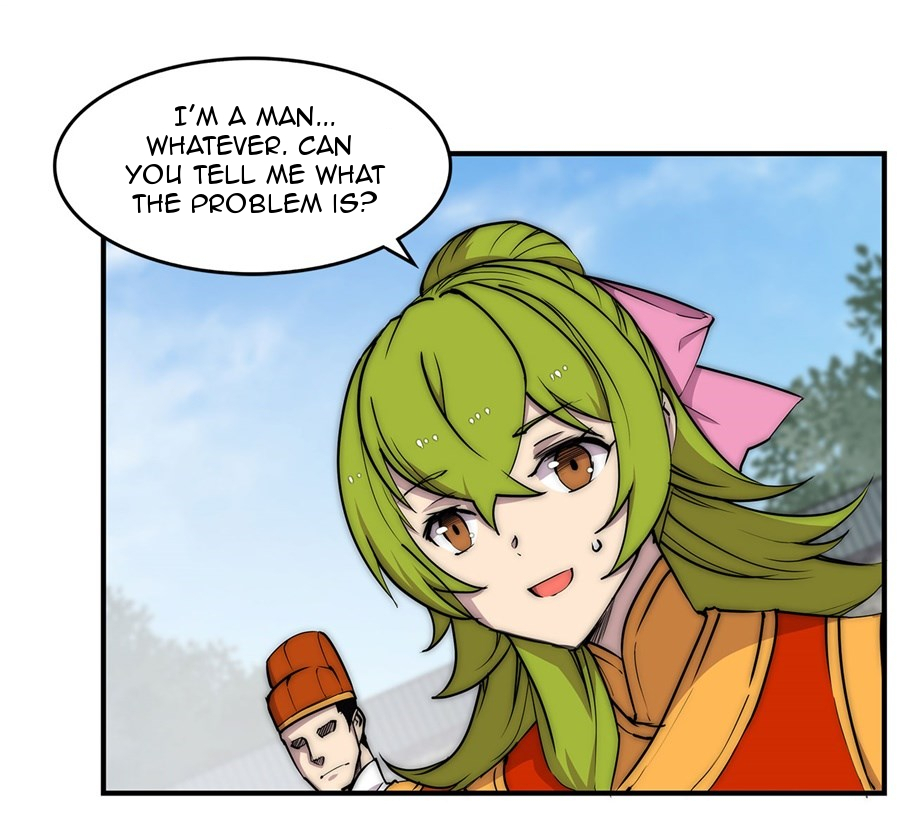 I'M A MAN...
WHATEVER. CAN
YOU TELL ME WHAT
THE PROBLEM IS?